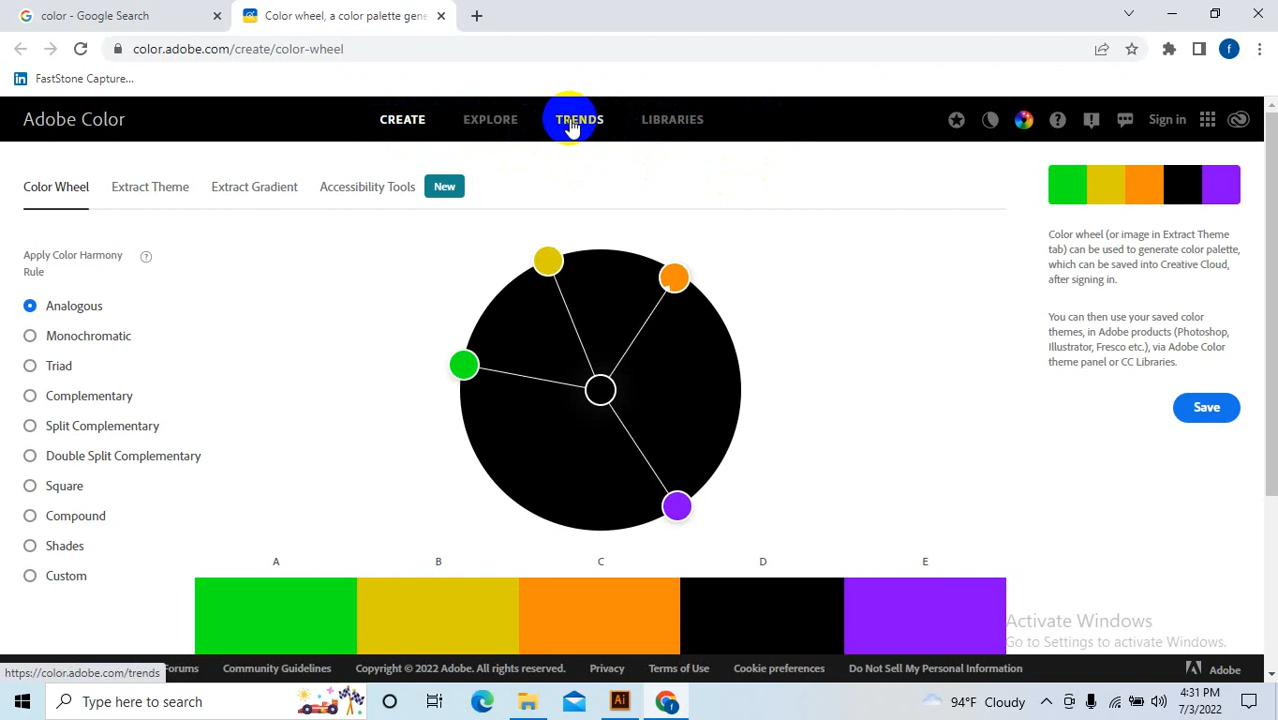 color - Google Search
Color wheel, a color palette gene
color.adobe.com/create/color-wheel
f
FastStone Capture...
Adobe Color
CREATE
EXPLORE
TRENDS
LIBRARIES
Sign in
Color Wheel
Extract Theme
Extract Gradient
Accessibility Tools
New
Apply Color Harmony
Rule
Analogous
Monochromatic
Triad
Complementary
Split Complementary
Double Split Complementary
Square
Compound
Shades
Custom
Color wheel (or image in Extract Theme
tab) can be used to generate color palette,
which can be saved into Creative Cloud,
after signing in.
You can then use your saved color
themes, in Adobe products (Photoshop,
Illustrator, Fresco etc.), via Adobe Color
theme panel or CC Libraries.
Save
A
B
C
D
E
Activate Windows
Go to Settings to activate Windows.
https://color.adobe.com/trends
Forums
Community Guidelines
Copyright © 2022 Adobe. All rights reserved.
Privacy
Terms of Use
Cookie preferences
Do Not Sell My Personal Information
Adobe
Type here to search
Ai
94°F Cloudy
4:31 PM
7/3/2022